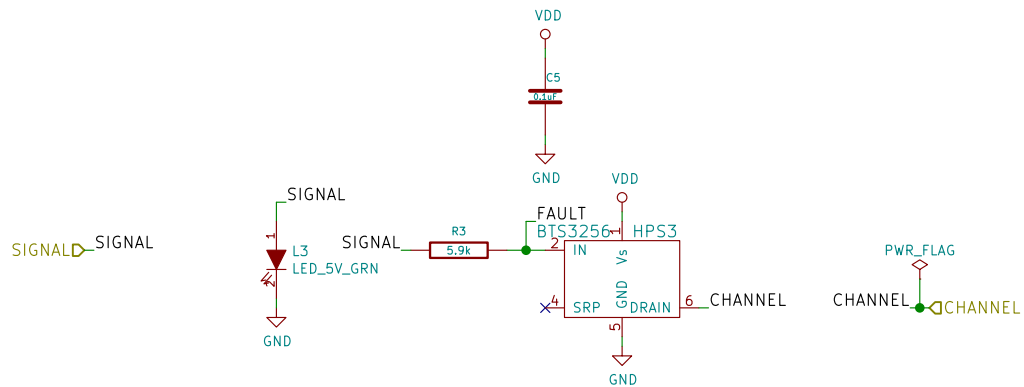 VDD
C5
0.1uF
GND
VDD
SIGNAL
FAULT
BTS3256 HPS3
1
R3
SIGNAL SIGNAL
1
SIGNAL
5.9k
2 IN
Vs
PWR_FLAG
L3
LED_5V_GRN
2
GND
4 SRP
DRAIN 6 CHANNEL
CHANNEL CHANNEL
5
GND
GND